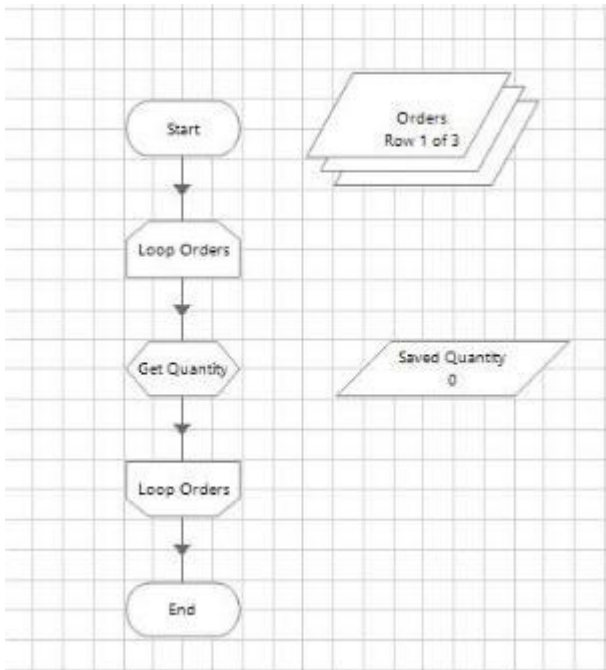 Start
Orders
Row 1 of 3
Loop Orders
Get Quantity
Saved Quantity
0
Loop Orders
End